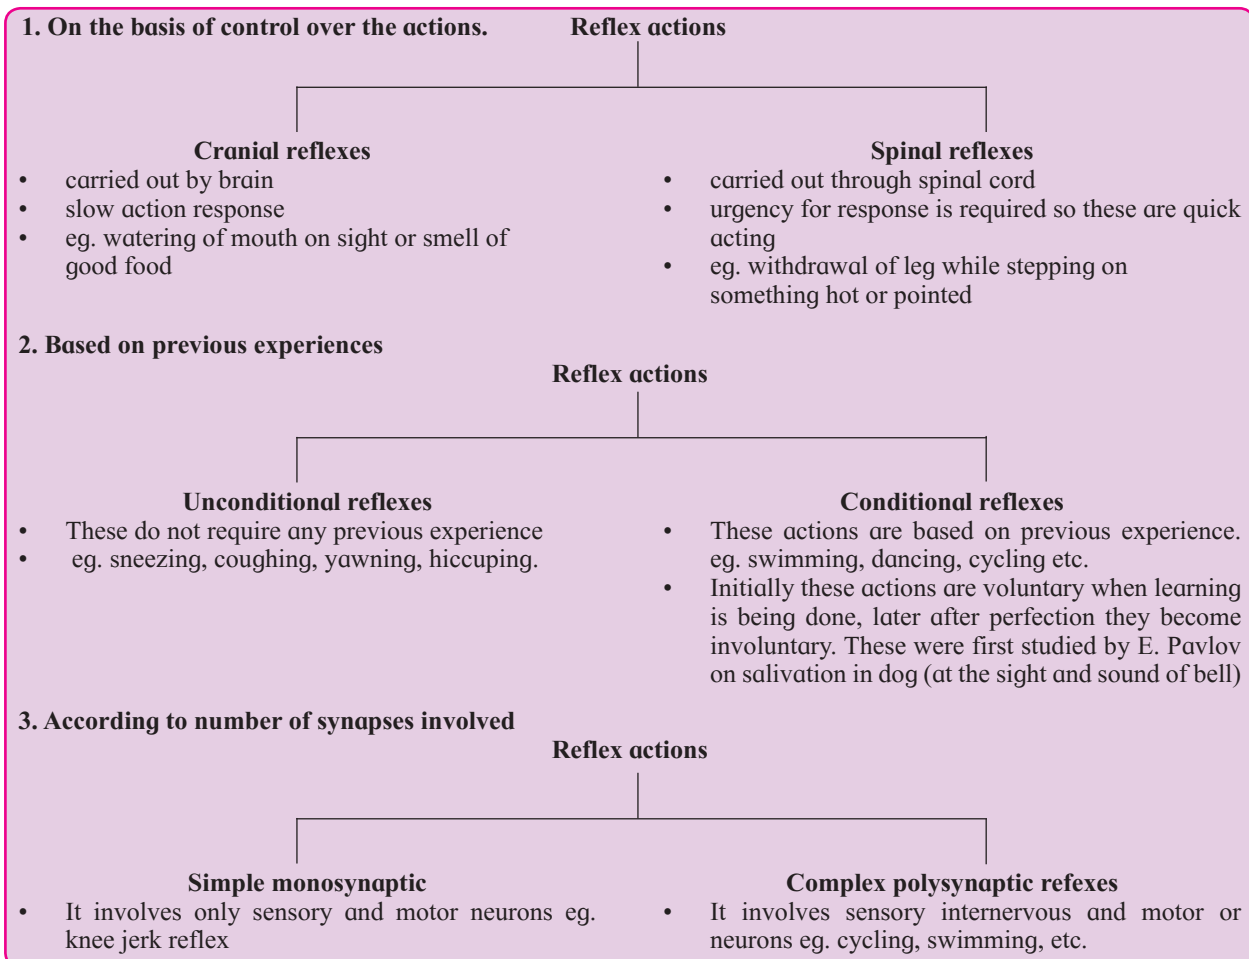 1. On the basis of control over the actions. Reflex actions
Cranial reflexes
• carried out by brain
• slow action response
• eg. watering of mouth on sight or smell of
good food
Spinal reflexes
• carried out through spinal cord
• urgency for response is required so these are quick
acting
• eg. withdrawal of leg while stepping on
something hot or pointed
2. Based on previous experiences
Reflex actions
Unconditional reflexes
• These do not require any previous experience
• eg. sneezing, coughing, yawning, hiccuping.
Conditional reflexes
• These actions are based on previous experience.
eg. swimming, dancing, cycling etc.
• Initially these actions are voluntary when learning
is being done, later after perfection they become
involuntary. These were first studied by E. Pavlov
on salivation in dog (at the sight and sound of bell)
3. According to number of synapses involved
Reflex actions
Simple monosynaptic
• It involves only sensory and motor neurons eg.
knee jerk reflex
Complex polysynaptic refexes
• It involves sensory internervous and motor or
neurons eg. cycling, swimming, etc.